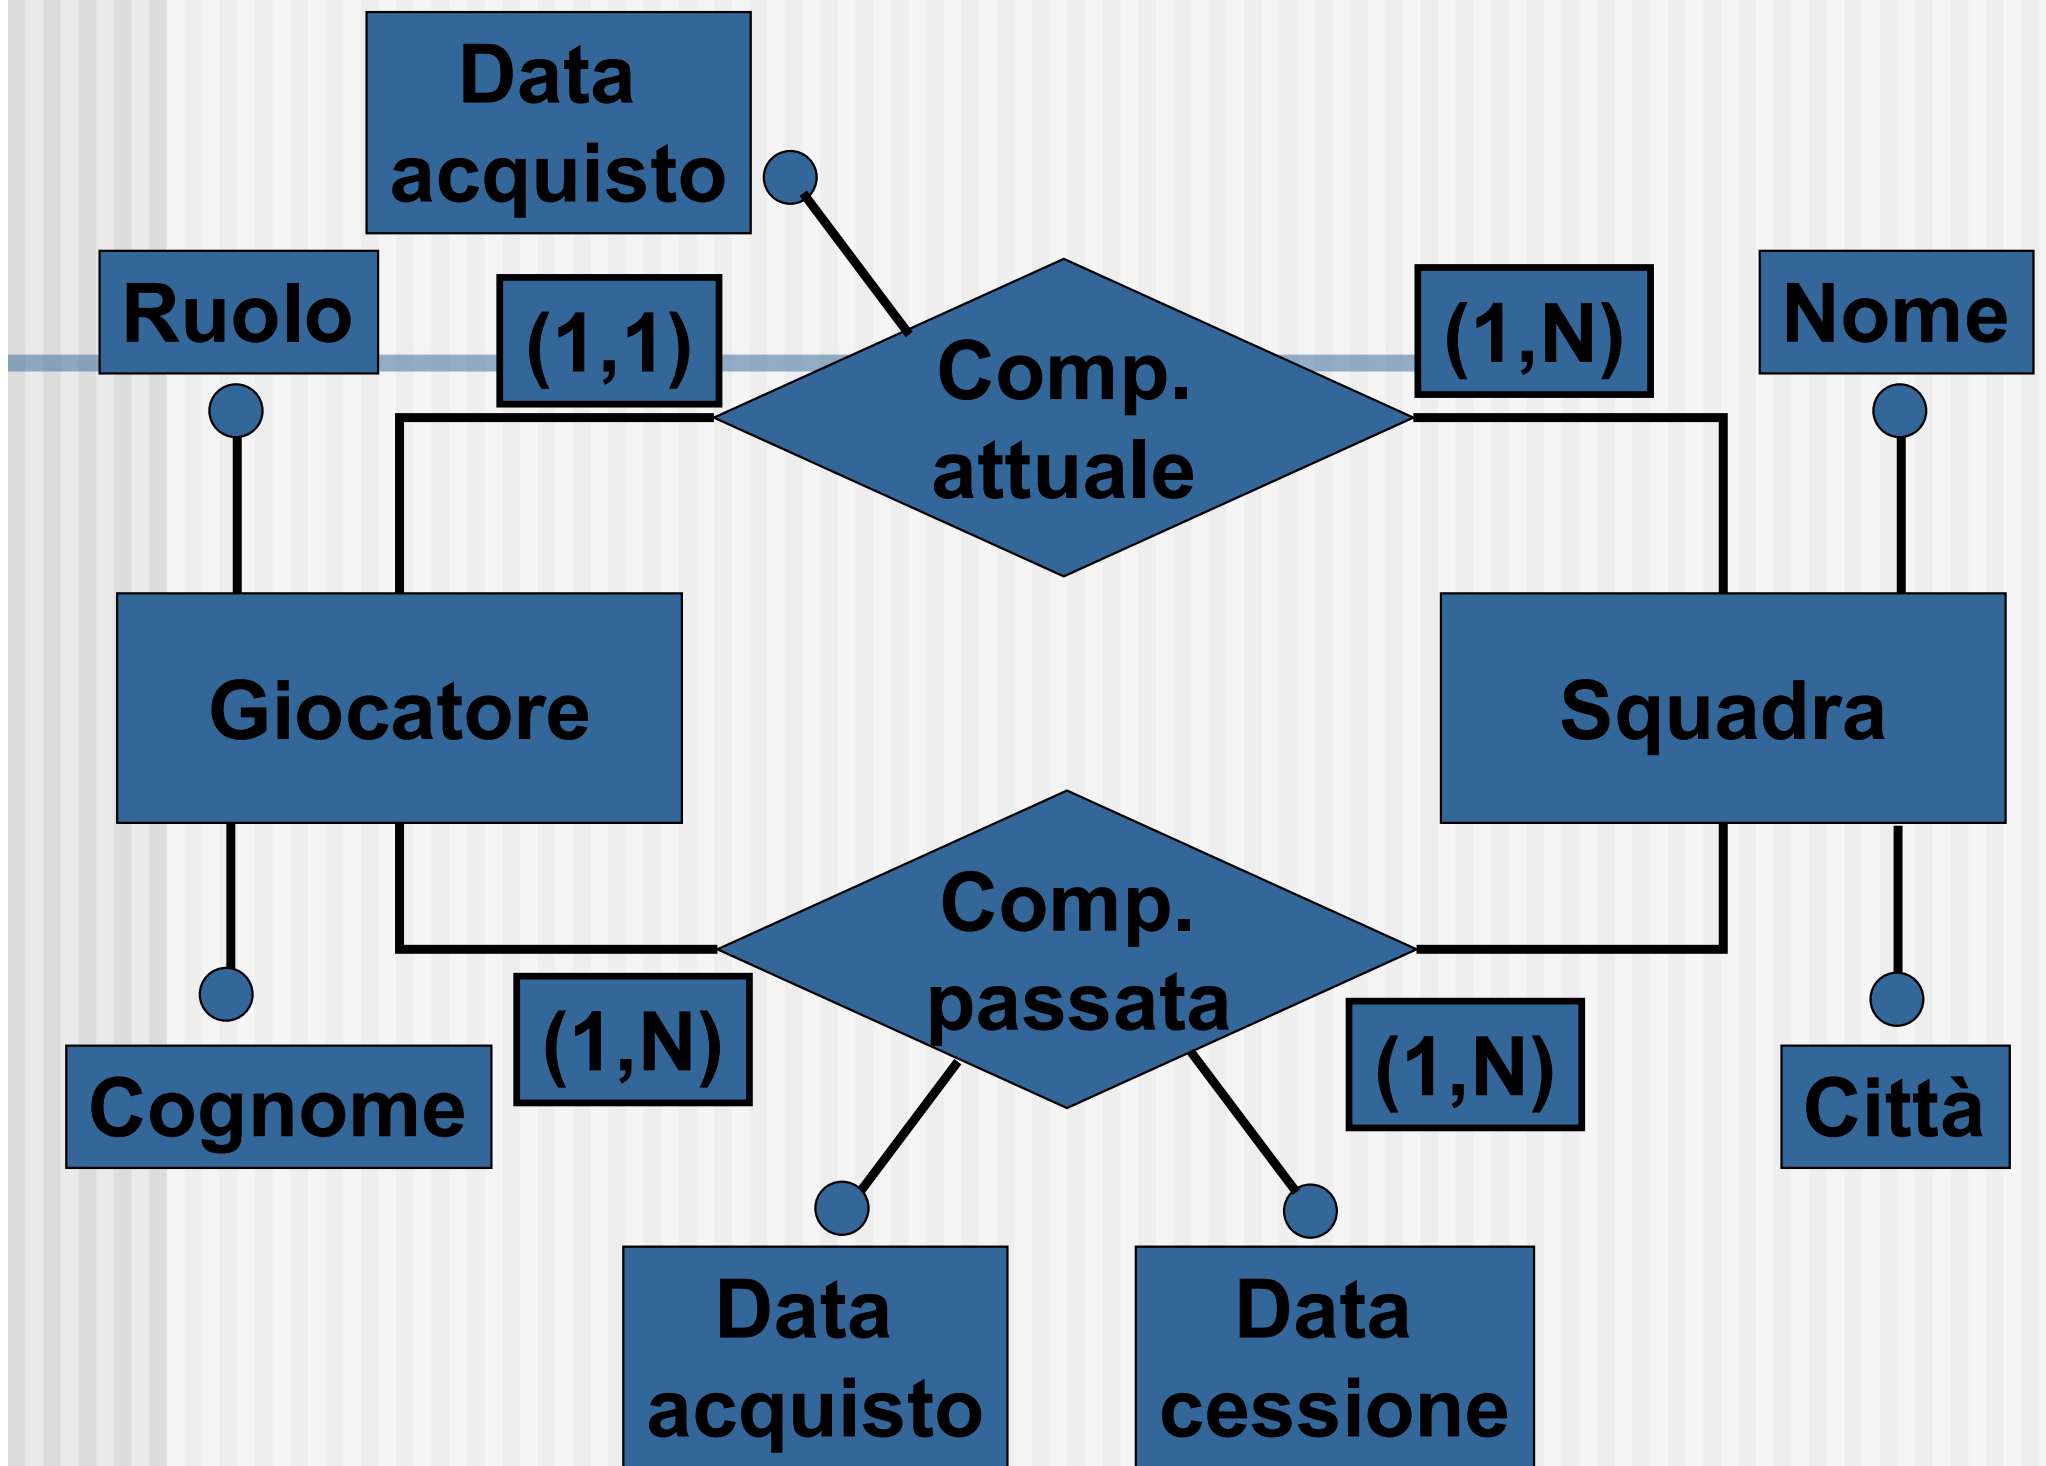 Data
acquisto
Ruolo
(1,1)
(1,N)
Nome
Comp.
attuale
Giocatore
Squadra
Comp.
passata
(1,N)
(1,N)
Cognome
Città
Data
acquisto
Data
cessione